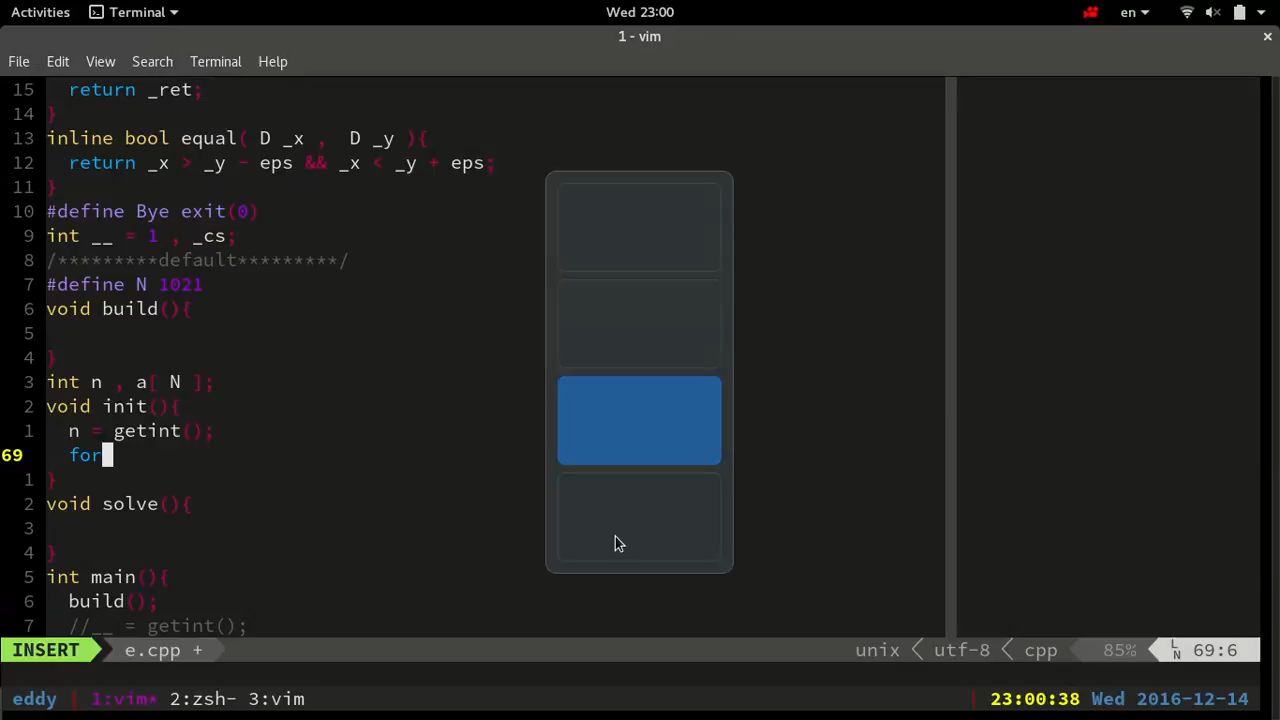 Activities Terminal Wed 23:00 en
1 - vim ×
File Edit View Search Terminal Help
15 return _ret;
14 }
13 inline bool equal( D _x ,  D _y ){
12 return _x > _y - eps && _x < _y + eps;
11 }
10 #define Bye exit(0)
9 int __ = 1 , _cs;
8 /*********default*********/
7 #define N 1021
6 void build(){
5
4 }
3 int n , a[ N ];
2 void init(){
1 n = getint();
69 for
1 }
2 void solve(){
3
4 }
5 int main(){
6 build();
7 //__ = getint();
INSERT e.cpp + unix utf-8 cpp 85% LN 69:6
eddy 1:vim* 2:zsh- 3:vim 23:00:38 Wed 2016-12-14